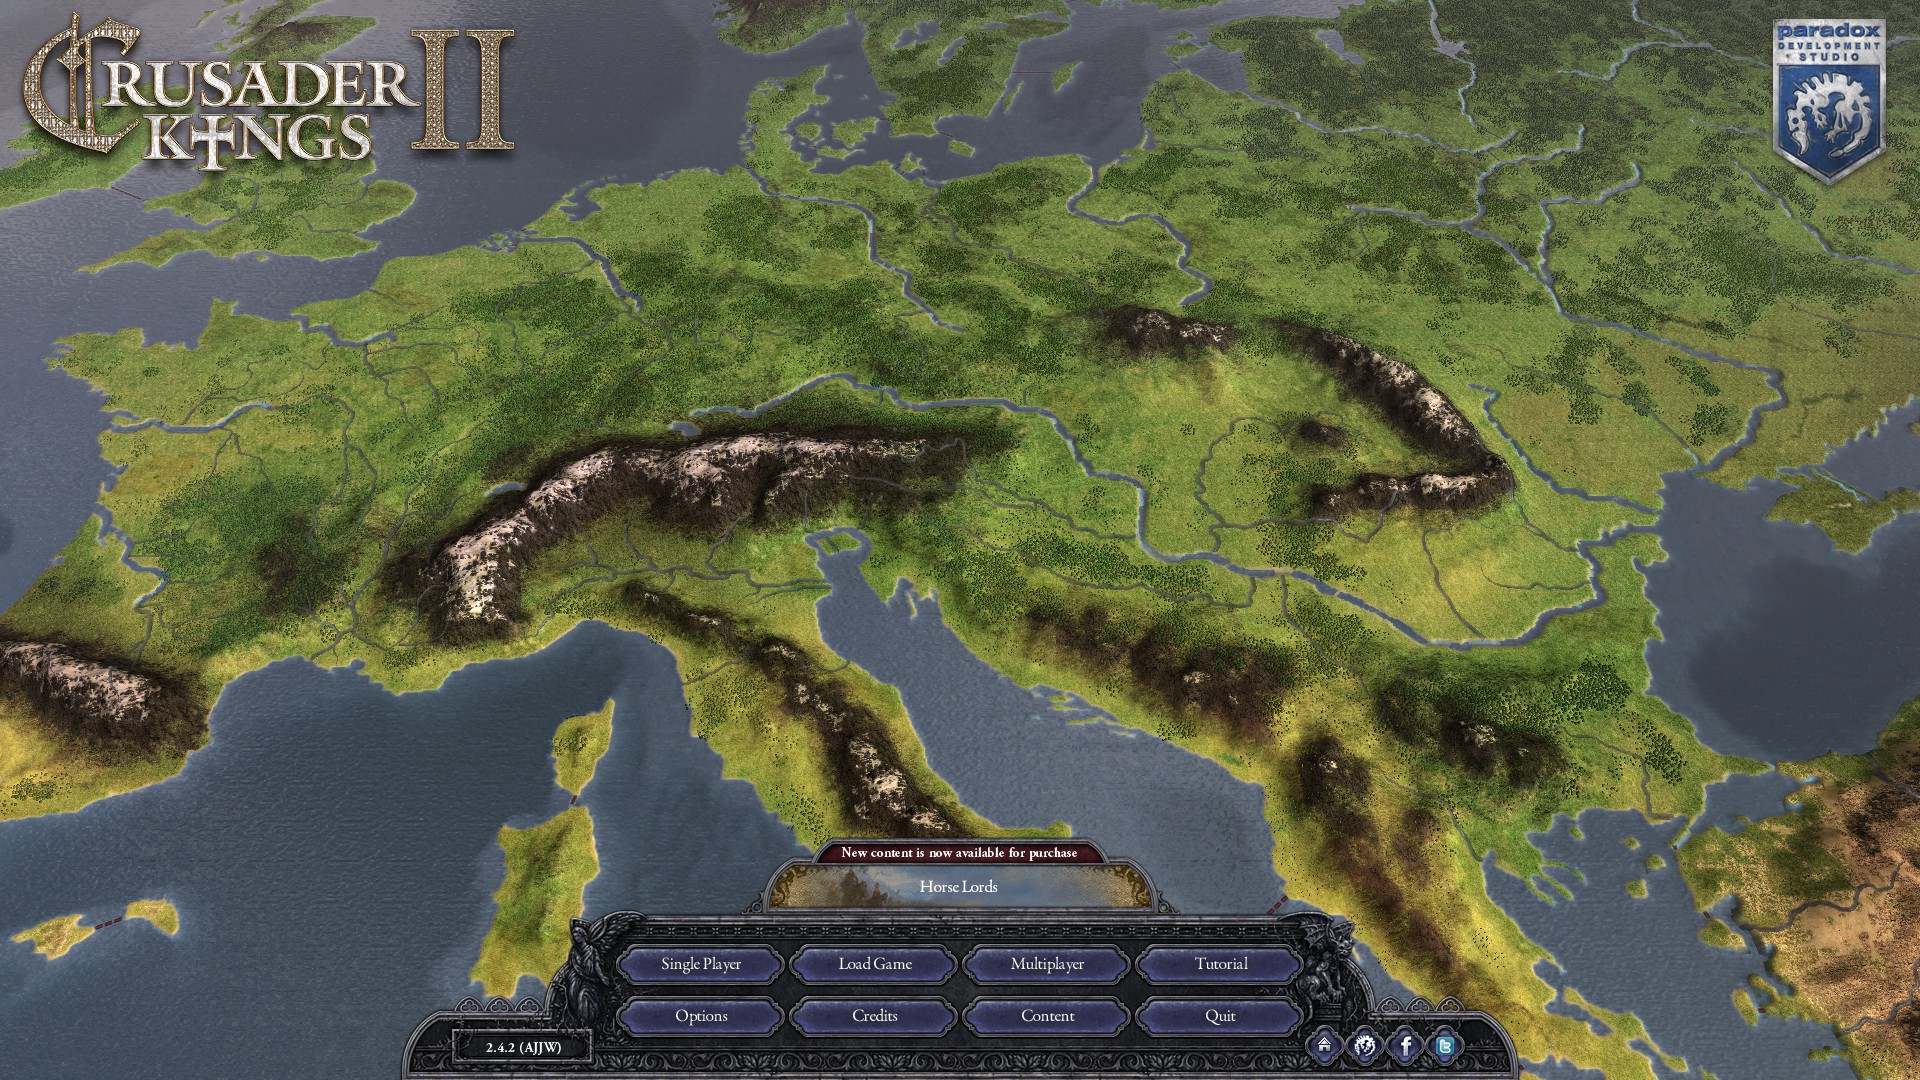 CRUSADER II
KINGS
paradox
DEVELOPMENT
STUDIO
New content is now available for purchase
Horse Lords
Single Player
Load Game
Multiplayer
Tutorial
Options
Credits
Content
Quit
2.4.2 (AJJW)